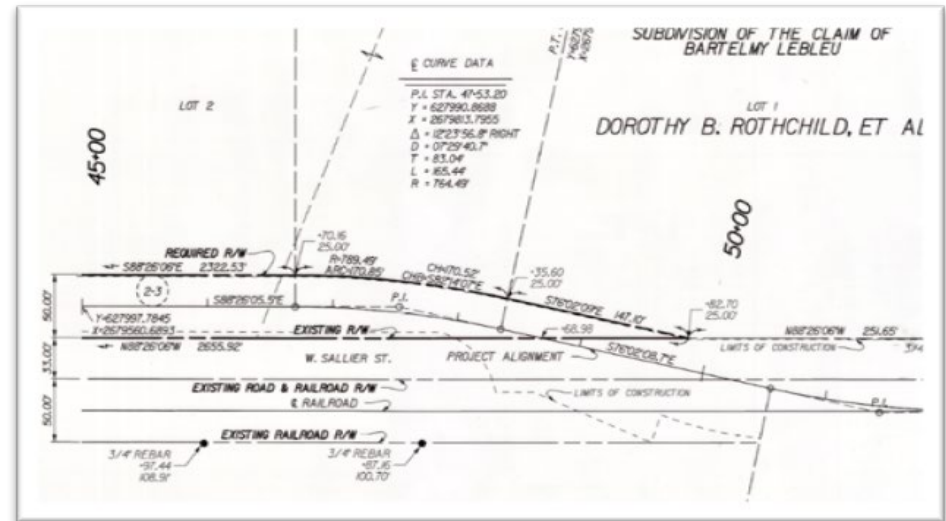 SUBDIVISION OF THE CLAIM OF
BARTELMY LEBLEU
P.T.
℄ CURVE DATA
P.I. STA. 47+53.20
Y = 627990.8688
X = 2679813.7955
Δ = 12°23'56.8" RIGHT
D = 07°29'40.7"
T = 83.04'
L = 165.44'
R = 764.49'
LOT 2
LOT 1
DOROTHY B. ROTHCHILD, ET AL
45+00
50+00
REQUIRED R/W
S88°26'06"E 2322.53'
+70.16
25.00'
R=789.49'
ARC=170.85'
CH=170.52'
CHB=S82°14'07"E
+35.60
25.00'
2-3
S88°26'05.5"E
P.I.
S76°02'09"E 147.10'
+82.70
25.00'
50.00'
Y=627997.7845
X=2679560.6893
EXISTING R/W
+68.98
N88°26'06"W 251.65'
N88°26'06"W 2655.92'
W. SALLIER ST.
PROJECT ALIGNMENT
S76°02'08.7"E
LIMITS OF CONSTRUCTION
33.00'
EXISTING ROAD & RAILROAD R/W
LIMITS OF CONSTRUCTION
℄ RAILROAD
P.I.
50.00'
EXISTING RAILROAD R/W
3/4" REBAR
+97.44
108.91'
3/4" REBAR
+87.16
100.70'